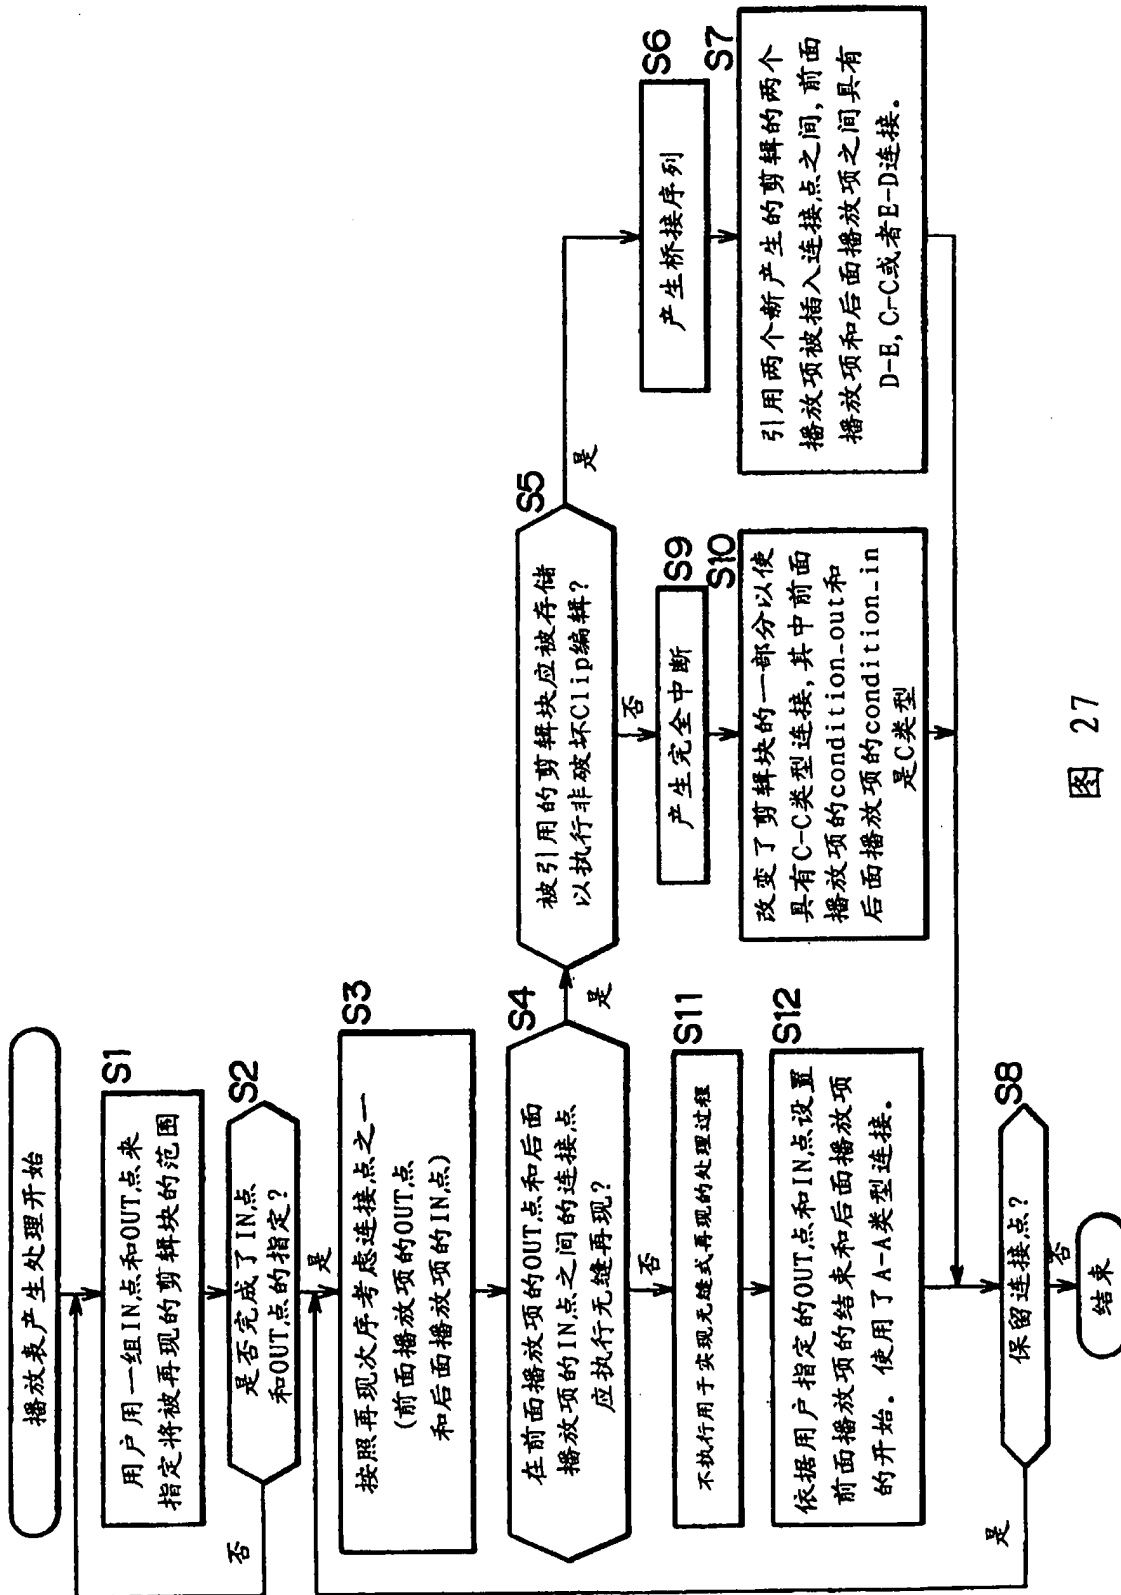 播放表产生处理开始
S1
用户用一组IN点和OUT点来
指定将被再现的剪辑块的范围
S2
是否完成了IN点
和OUT点的指定?
否
是
S3
按照再现次序考虑连接点之一
(前面播放项的OUT点
和后面播放项的IN点)
S4
在前面播放项的OUT点和后面
播放项的IN点之间的连接点
应执行无缝再现?
是
否
S5
被引用的剪辑块应被存储
以执行非破坏Clip编辑?
是
否
S6
产生桥接序列
S7
引用两个新产生的剪辑的两个
播放项被插入连接点之间,前面
播放项和后面播放项之间具有
D-E,C-C或者E-D连接。
S9
产生完全中断
S10
改变了剪辑块的一部分以使
具有C-C类型连接,其中前面
播放项的condition_out和
后面播放项的condition_in
是C类型
S11
不执行用于实现无缝式再现的处理过程
S12
依据用户指定的OUT点和IN点设置
前面播放项的结束和后面播放项
的开始。使用了A-A类型连接。
S8
保留连接点?
是
否
结束
图 27